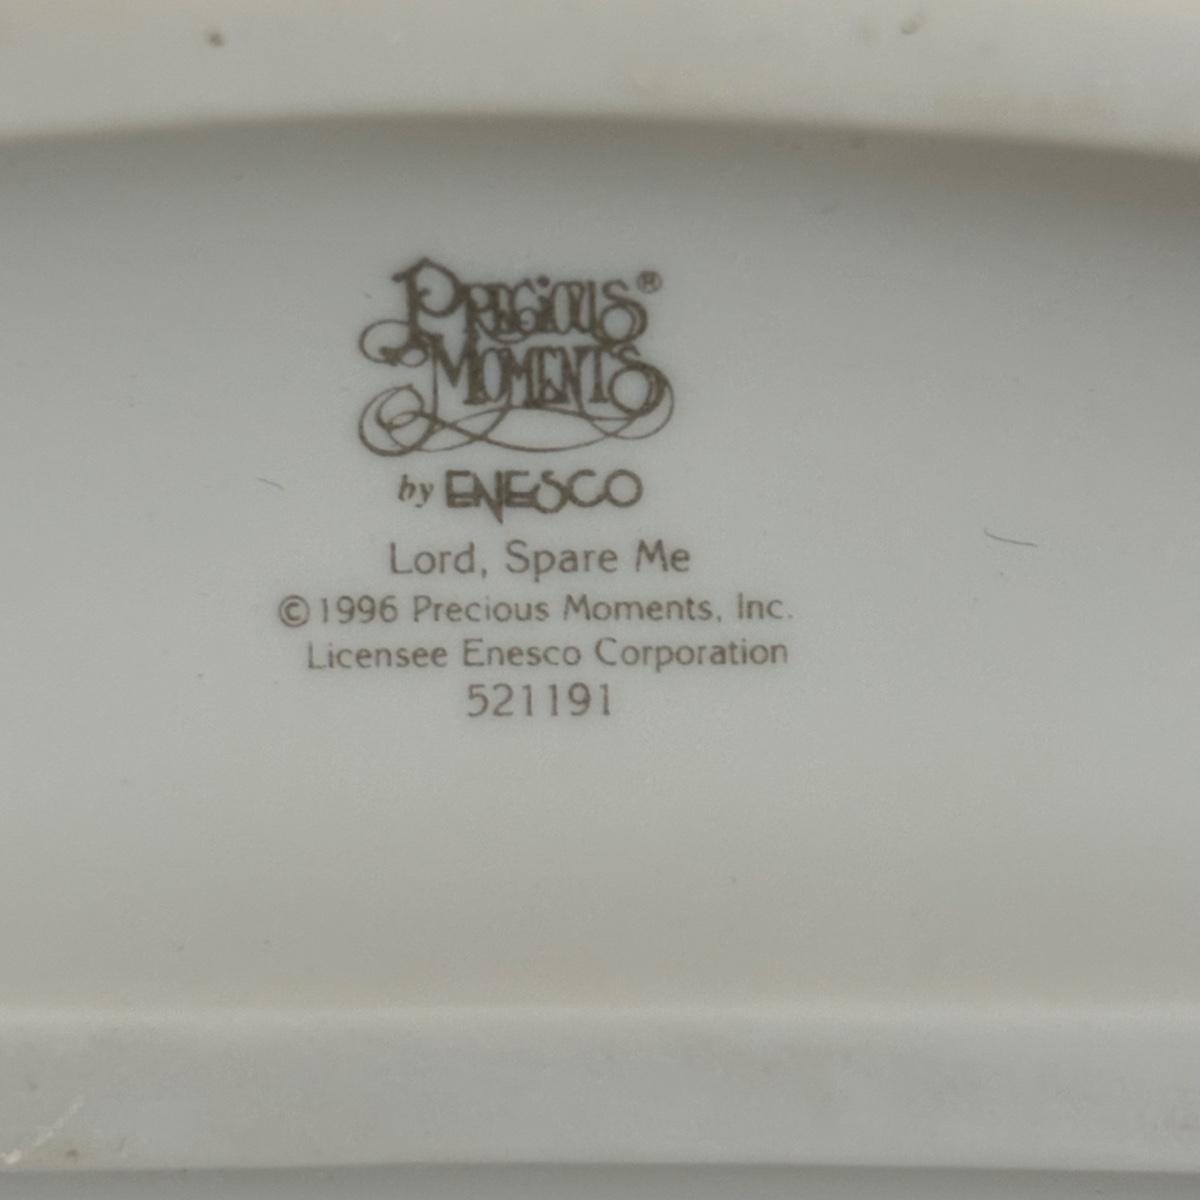 PRECIOUS®
MOMENTS
by ENESCO
Lord, Spare Me
©1996 Precious Moments, Inc.
Licensee Enesco Corporation
521191